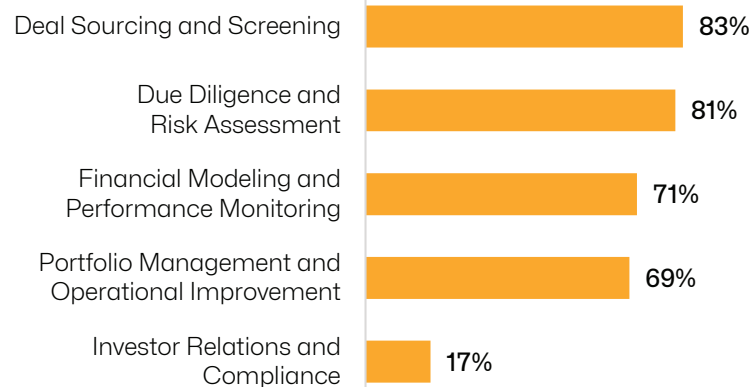 Deal Sourcing and Screening
83%
Due Diligence and
Risk Assessment
81%
Financial Modeling and
Performance Monitoring
71%
Portfolio Management and
Operational Improvement
69%
Investor Relations and
Compliance
17%